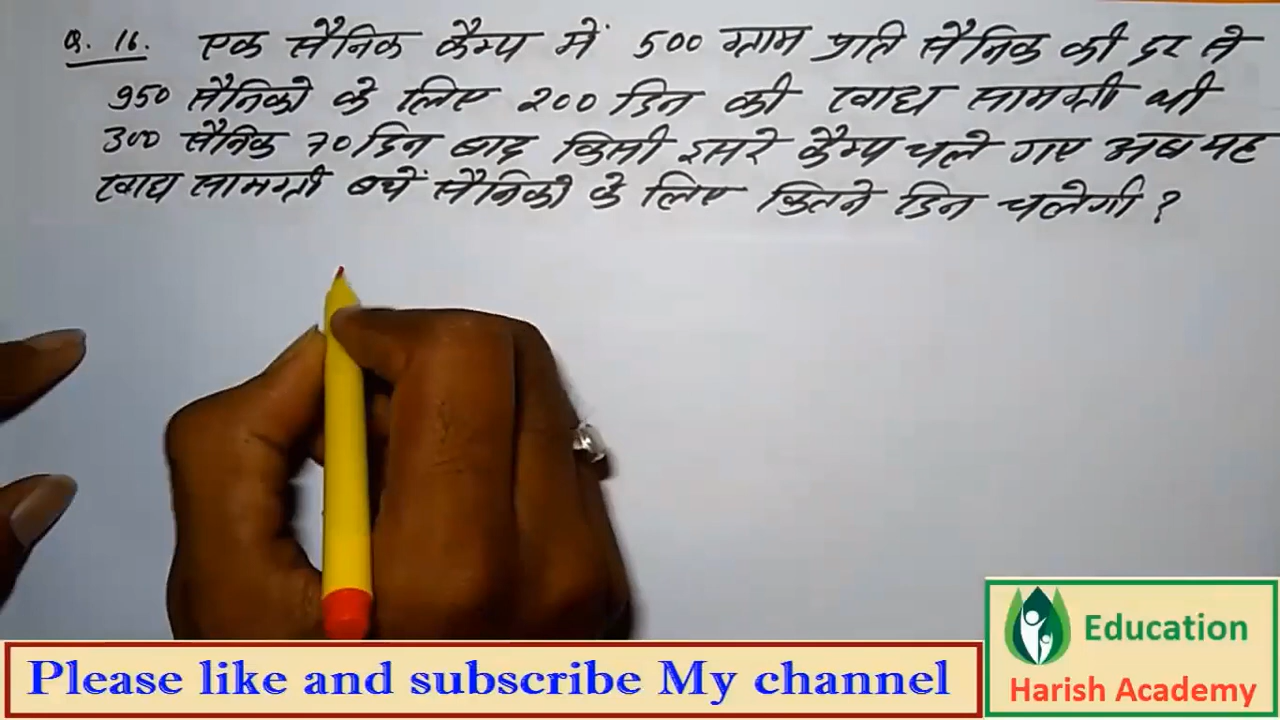 Q. 16. एक सैनिक कैम्प में 500 ग्राम प्रति सैनिक की दर से
950 सैनिकों के लिए 200 दिन की खाद्य सामग्री थी
300 सैनिक 70 दिन बाद किसी दूसरे कैम्प चले गए अब यह
खाद्य सामग्री बचें सैनिकों के लिए कितने दिन चलेगी ?
Education
Harish Academy
Please like and subscribe My channel